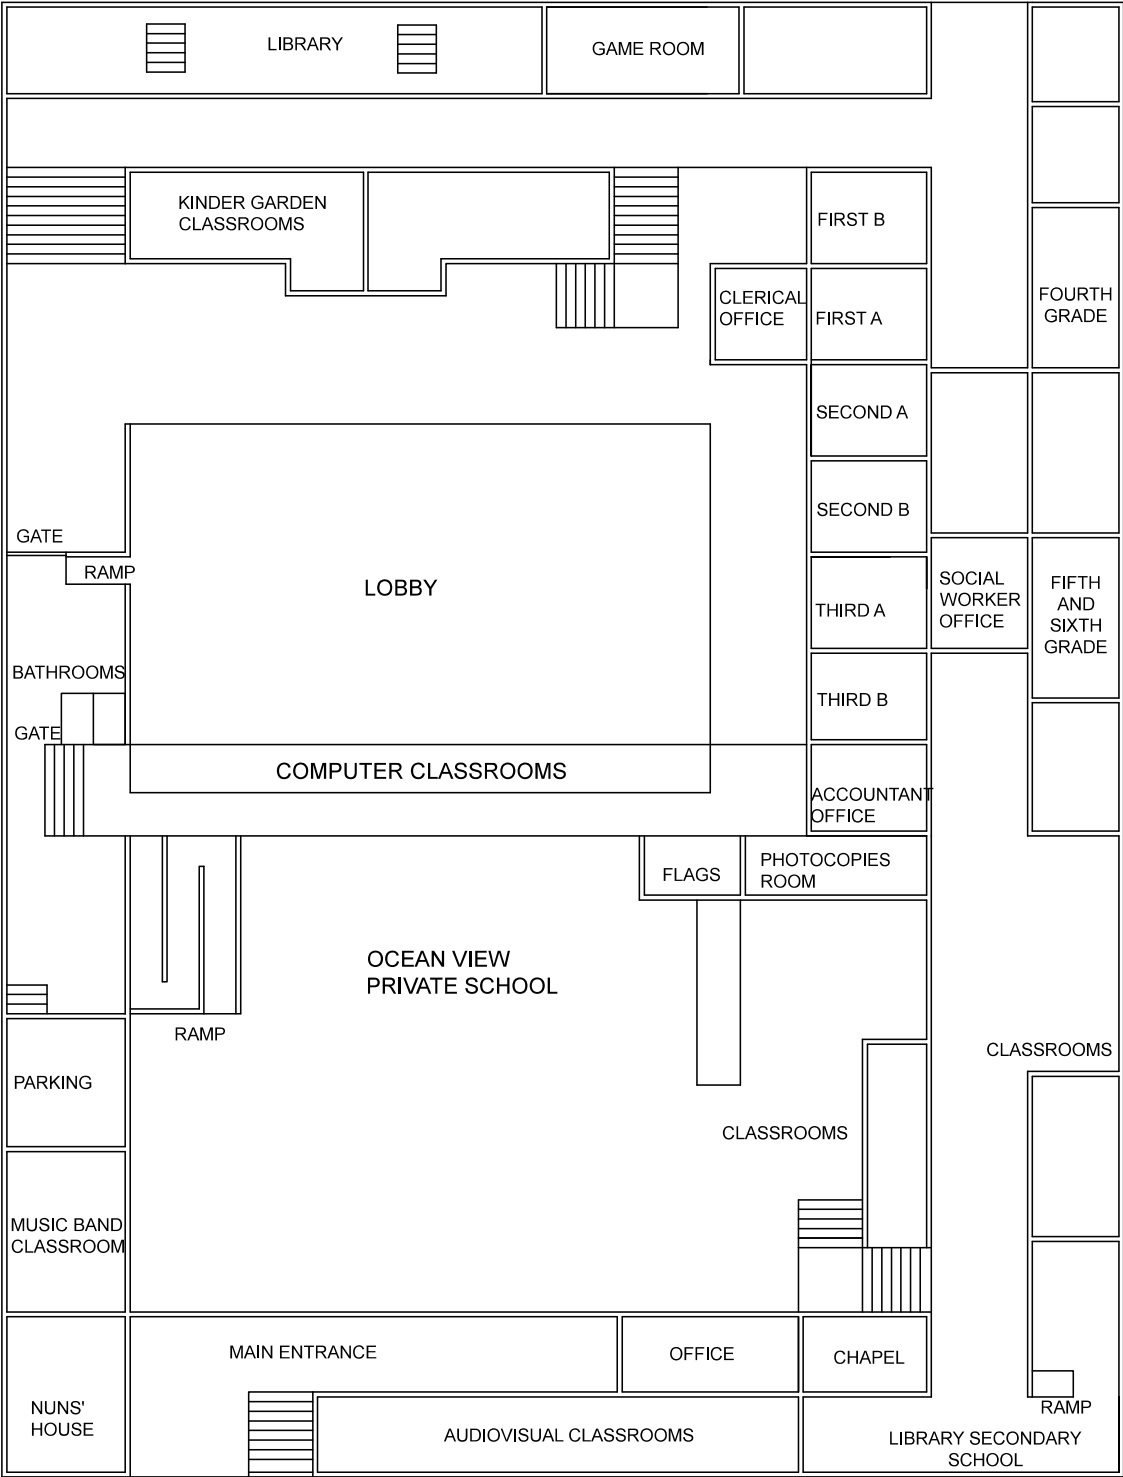 LIBRARY
GAME ROOM
KINDER GARDEN
CLASSROOMS
FIRST B
CLERICAL
OFFICE
FIRST A
FOURTH
GRADE
SECOND A
SECOND B
GATE
RAMP
LOBBY
THIRD A
SOCIAL
WORKER
OFFICE
FIFTH
AND
SIXTH
GRADE
BATHROOMS
THIRD B
GATE
COMPUTER CLASSROOMS
ACCOUNTANT
OFFICE
FLAGS
PHOTOCOPIES
ROOM
OCEAN VIEW
PRIVATE SCHOOL
RAMP
CLASSROOMS
PARKING
CLASSROOMS
MUSIC BAND
CLASSROOM
MAIN ENTRANCE
OFFICE
CHAPEL
NUNS'
HOUSE
RAMP
AUDIOVISUAL CLASSROOMS
LIBRARY SECONDARY
SCHOOL